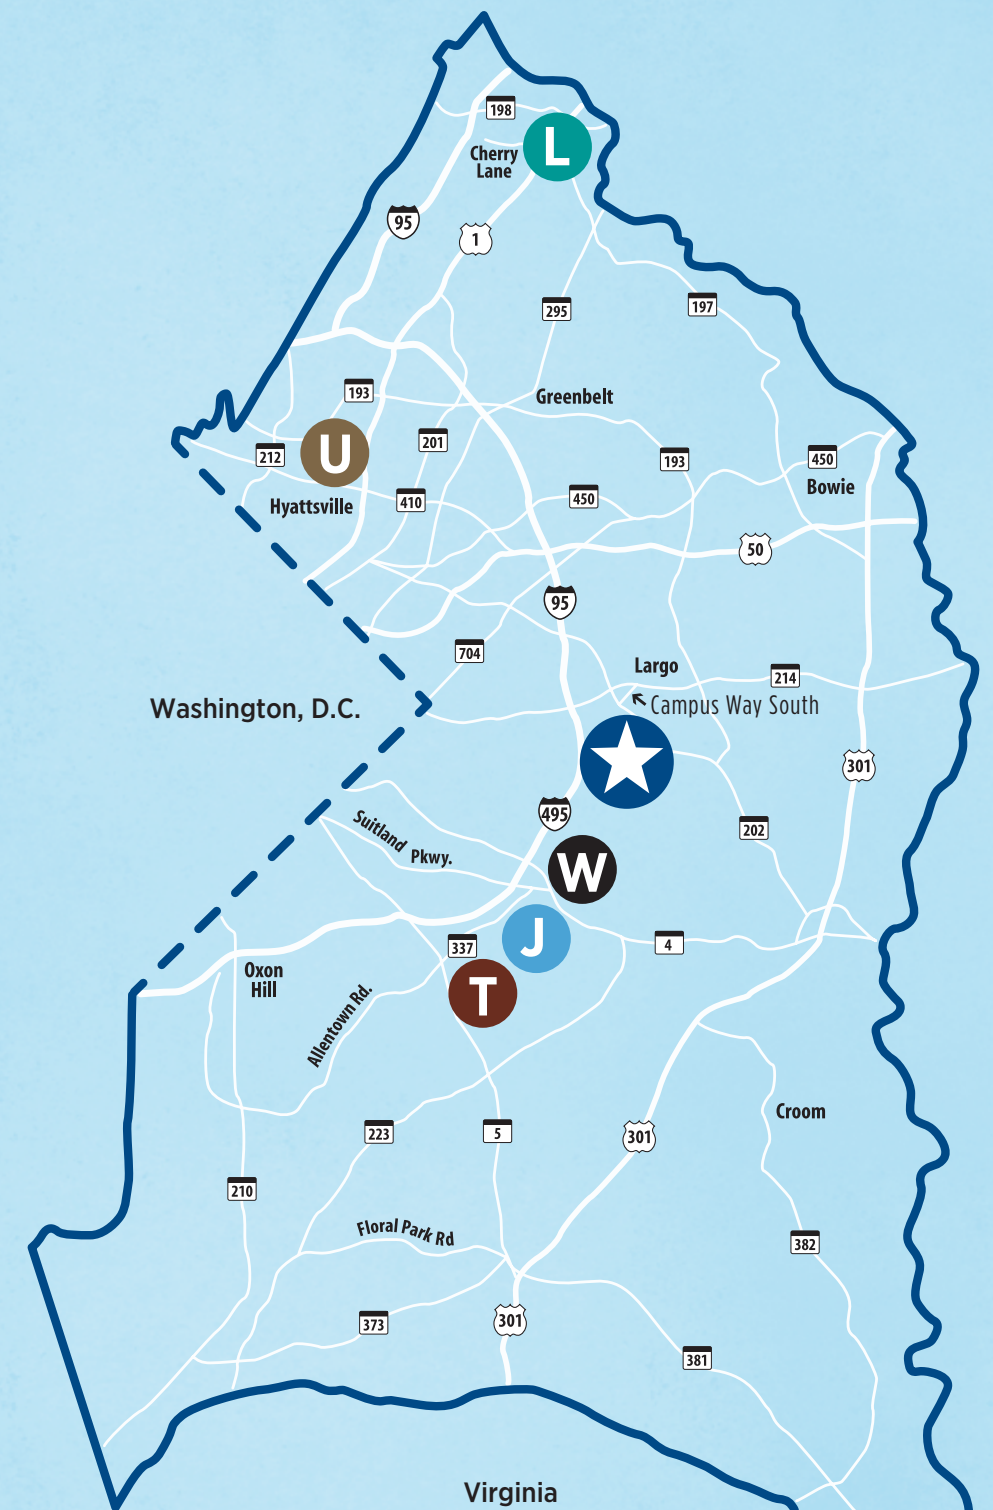 198
Cherry
Lane
L
95
1
295
197
193
Greenbelt
201
U
212
193
450
Bowie
Hyattsville
410
450
50
95
704
Largo
214
Campus Way South
Washington, D.C.
301
495
202
Suitland Pkwy.
W
J
337
4
Oxon
Hill
T
Allentown Rd.
Croom
223
5
301
210
Floral Park Rd
382
373
301
381
Virginia